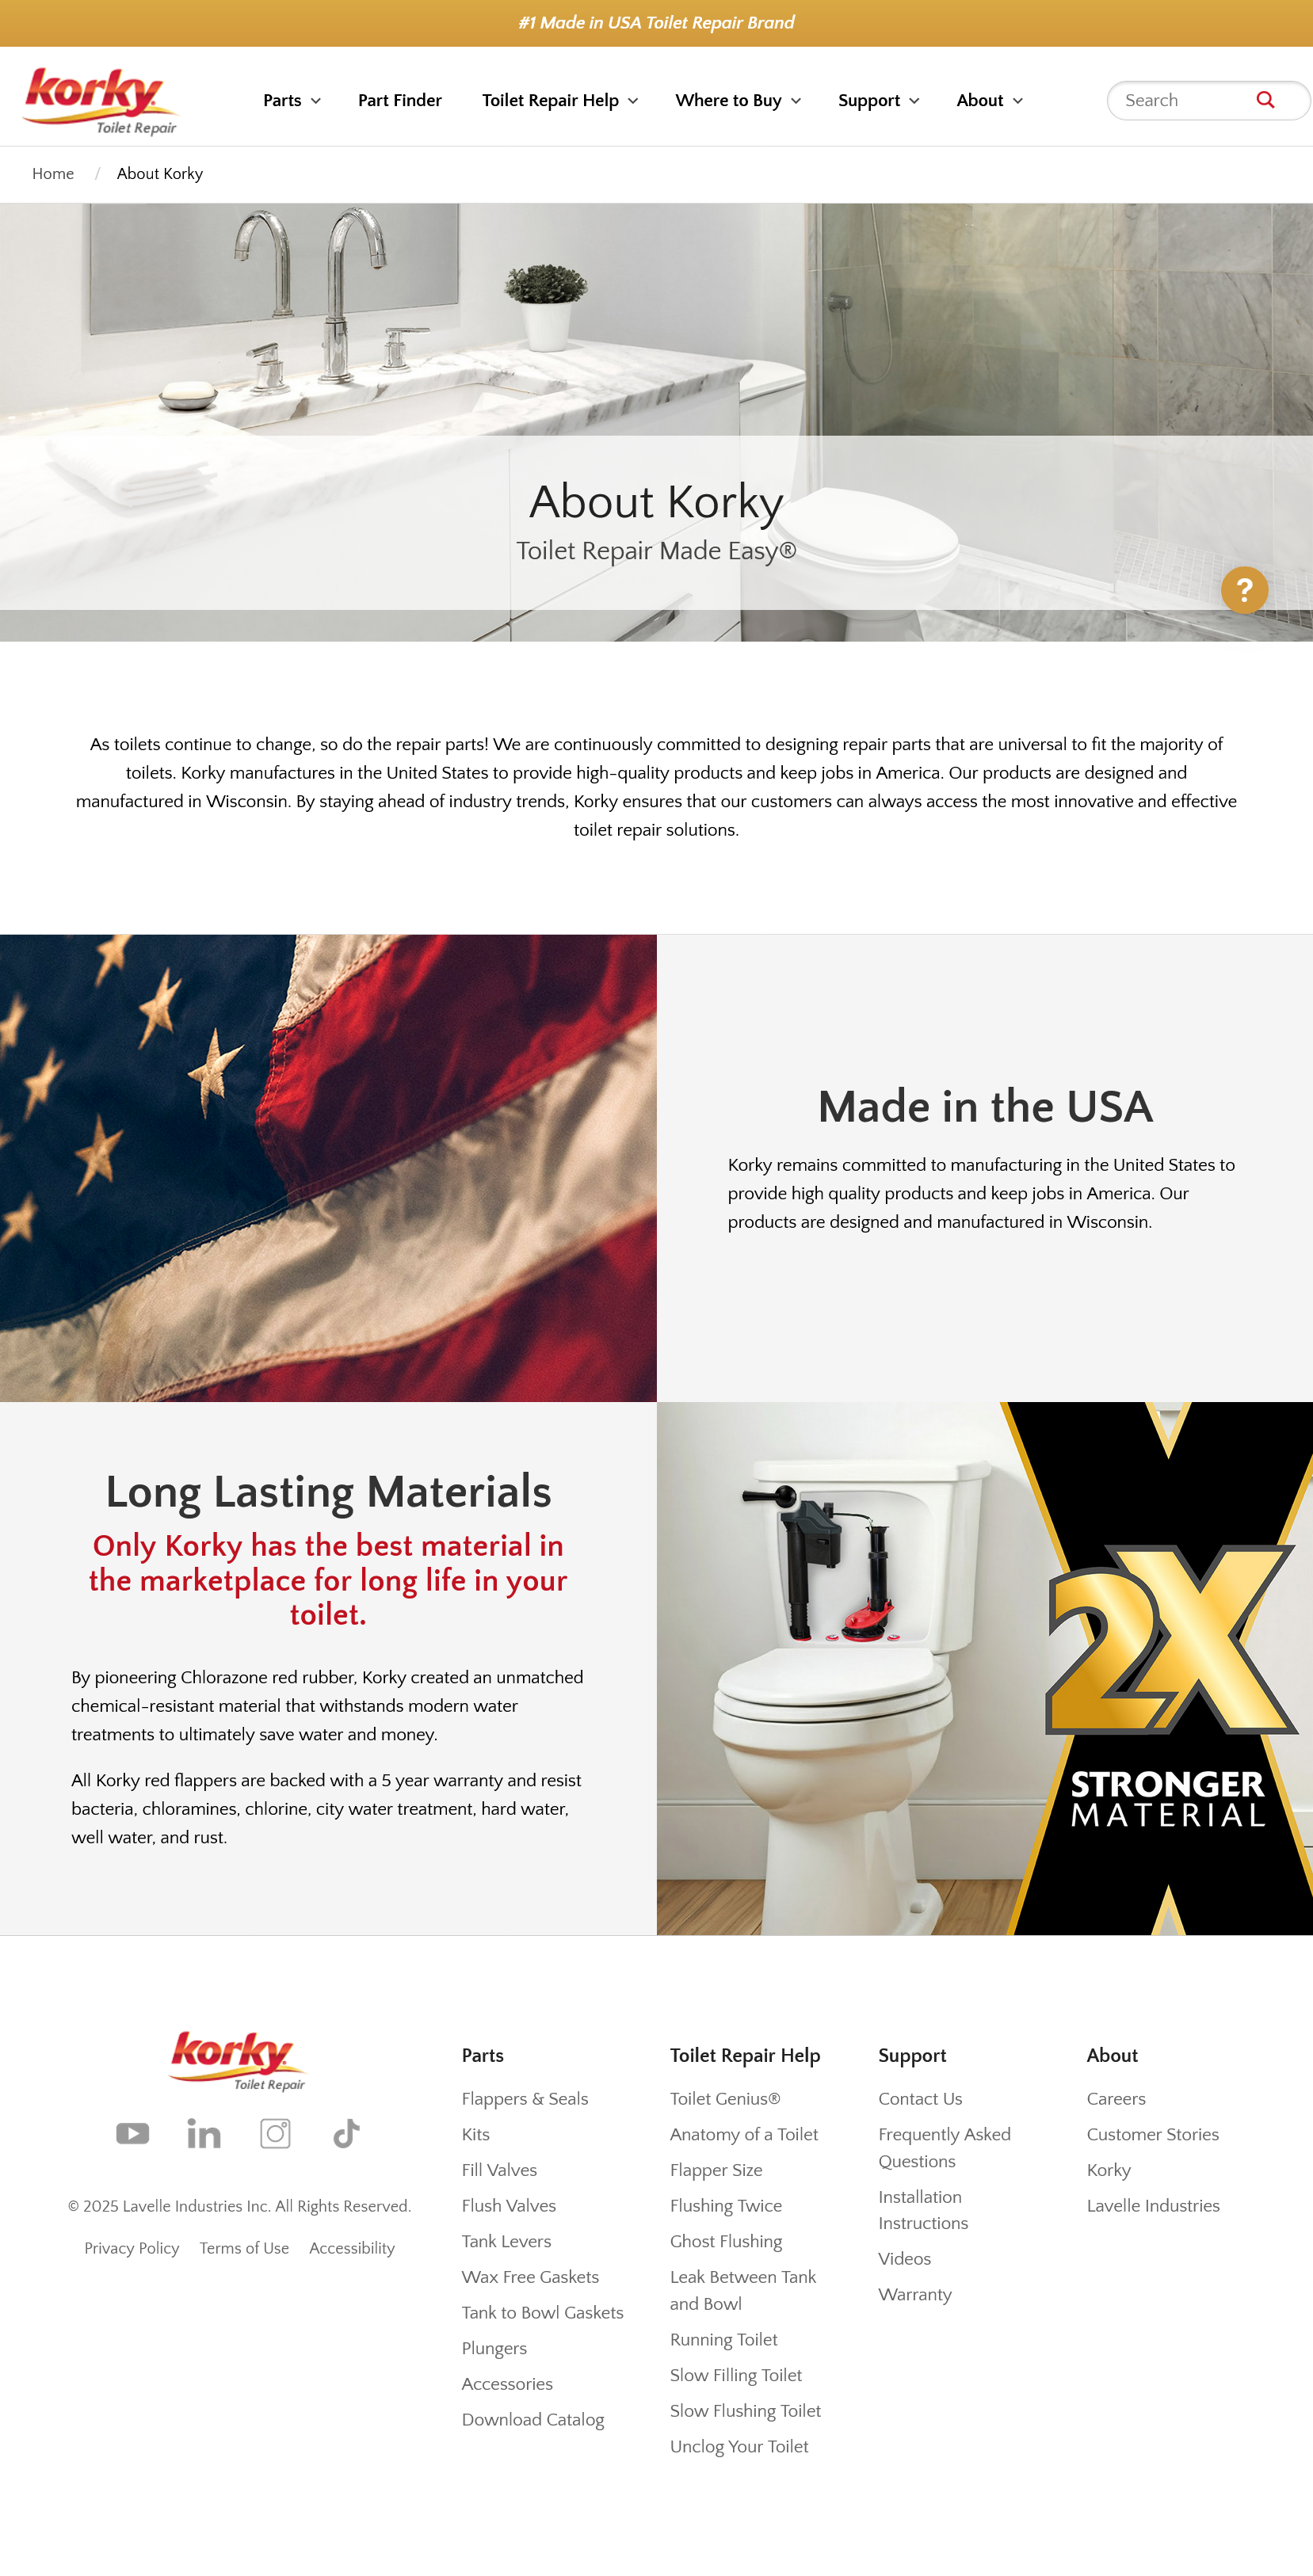 #1 Made in USA Toilet Repair Brand
korky
Toilet Repair
Parts
Part Finder
Toilet Repair Help
Where to Buy
Support
About
Search
Home / About Korky
About Korky
Toilet Repair Made Easy®
?
As toilets continue to change, so do the repair parts! We are continuously committed to designing repair parts that are universal to fit the majority of
toilets. Korky manufactures in the United States to provide high-quality products and keep jobs in America. Our products are designed and
manufactured in Wisconsin. By staying ahead of industry trends, Korky ensures that our customers can always access the most innovative and effective
toilet repair solutions.
Made in the USA
Korky remains committed to manufacturing in the United States to
provide high quality products and keep jobs in America. Our
products are designed and manufactured in Wisconsin.
Long Lasting Materials
Only Korky has the best material in
the marketplace for long life in your
toilet.
By pioneering Chlorazone red rubber, Korky created an unmatched
chemical-resistant material that withstands modern water
treatments to ultimately save water and money.
All Korky red flappers are backed with a 5 year warranty and resist
bacteria, chloramines, chlorine, city water treatment, hard water,
well water, and rust.
2X
STRONGER
MATERIAL
korky
Toilet Repair
© 2025 Lavelle Industries Inc. All Rights Reserved.
Privacy Policy
Terms of Use
Accessibility
Parts
Flappers & Seals
Kits
Fill Valves
Flush Valves
Tank Levers
Wax Free Gaskets
Tank to Bowl Gaskets
Plungers
Accessories
Download Catalog
Toilet Repair Help
Toilet Genius®
Anatomy of a Toilet
Flapper Size
Flushing Twice
Ghost Flushing
Leak Between Tank
and Bowl
Running Toilet
Slow Filling Toilet
Slow Flushing Toilet
Unclog Your Toilet
Support
Contact Us
Frequently Asked
Questions
Installation
Instructions
Videos
Warranty
About
Careers
Customer Stories
Korky
Lavelle Industries